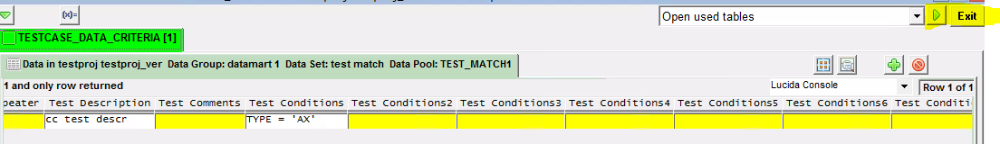 (x)= Open used tables Exit
TESTCASE_DATA_CRITERIA [1]
Data in testproj testproj_ver Data Group: datamart 1 Data Set: test match Data Pool: TEST_MATCH1
1 and only row returned Lucida Console Row 1 of 1
peater Test Description Test Comments Test Conditions Test Conditions2 Test Conditions3 Test Conditions4 Test Conditions5 Test Conditions6 Test Conditi
cc test descr TYPE = 'AX'